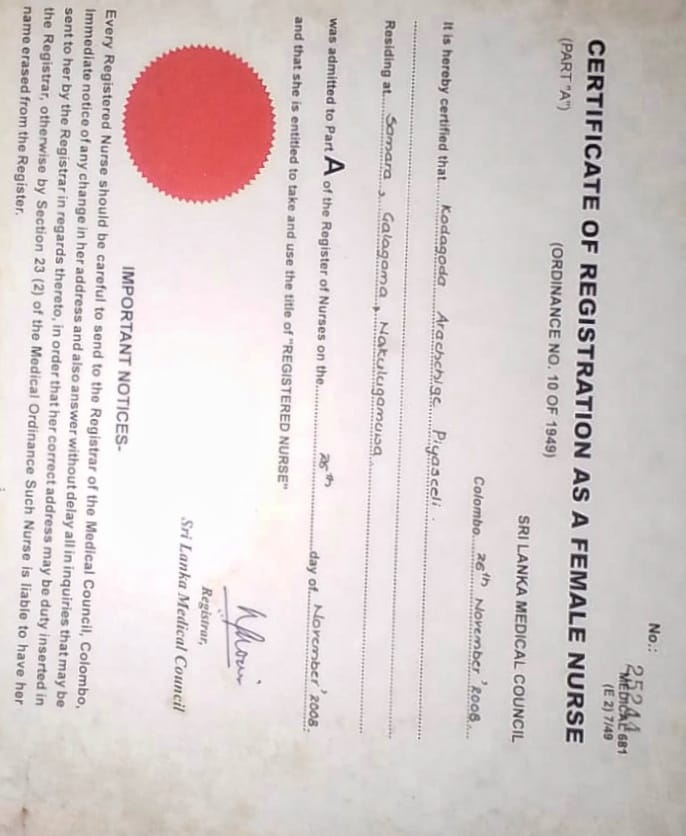 No.: 25244
MEDICAL 681
(E 2) 7/49
CERTIFICATE OF REGISTRATION AS A FEMALE NURSE
(PART "A") (ORDINANCE NO. 10 OF 1949)
SRI LANKA MEDICAL COUNCIL
Colombo. 26th November' 2008.
It is hereby certified that Kodagoda Arachchige Piyaseeli.
Residing at Samara, Galagama, Nakulugamuwa
was admitted to Part A of the Register of Nurses on the 26th day of November' 2008.
and that she is entitled to take and use the title of "REGISTERED NURSE"
Registrar,
Sri Lanka Medical Council
IMPORTANT NOTICES-
Every Registered Nurse should be careful to send to the Registrar of the Medical Council, Colombo,
immediate notice of any change in her address and also answer without delay all in inquiries that may be
sent to her by the Registrar in regards thereto, in order that her correct address may be duty inserted in
the Registrar, otherwise by Section 23 (2) of the Medical Ordinance Such Nurse is liable to have her
name erased from the Register.